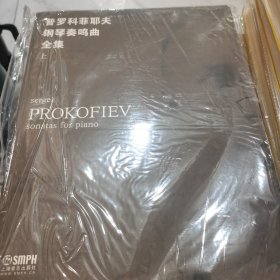 普罗科菲耶夫
钢琴奏鸣曲
全集
上
sergei
PROKOFIEV
sonatas for piano
SMPH
上海音乐出版社